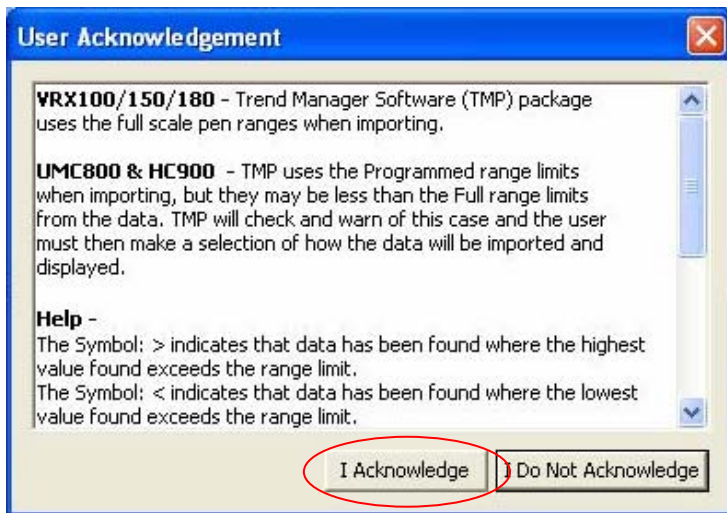 User Acknowledgement
VRX100/150/180 - Trend Manager Software (TMP) package
uses the full scale pen ranges when importing.
UMC800 & HC900 - TMP uses the Programmed range limits
when importing, but they may be less than the Full range limits
from the data. TMP will check and warn of this case and the user
must then make a selection of how the data will be imported and
displayed.
Help -
The Symbol: > indicates that data has been found where the highest
value found exceeds the range limit.
The Symbol: < indicates that data has been found where the lowest
value found exceeds the range limit.
I Acknowledge I Do Not Acknowledge